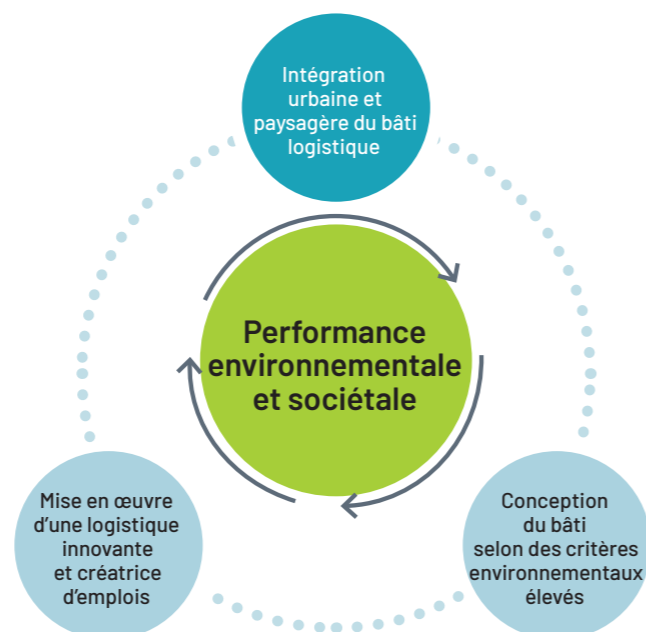 Intégration
urbaine et
paysagère du bâti
logistique
Performance
environnementale
et sociétale
Mise en œuvre
d'une logistique
innovante
et créatrice
d'emplois
Conception
du bâti
selon des critères
environnementaux
élevés